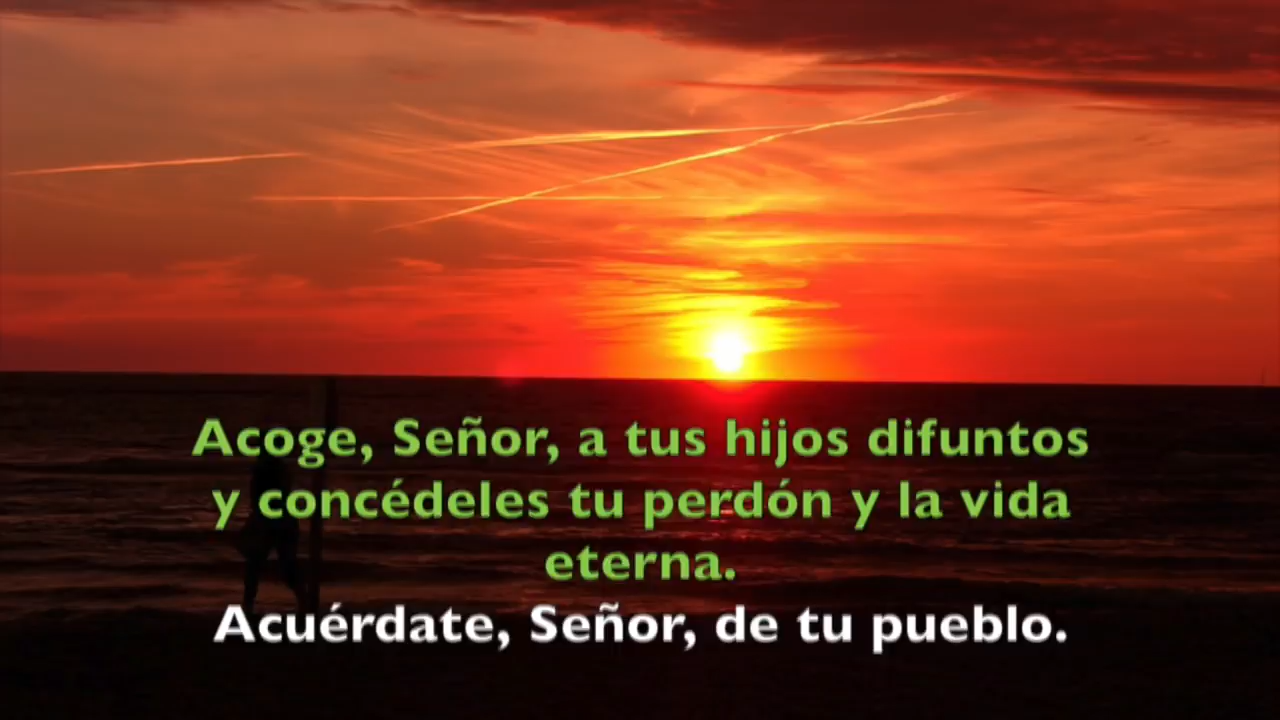 Acoge, Señor, a tus hijos difuntos
y concédeles tu perdón y la vida
eterna.
Acuérdate, Señor, de tu pueblo.